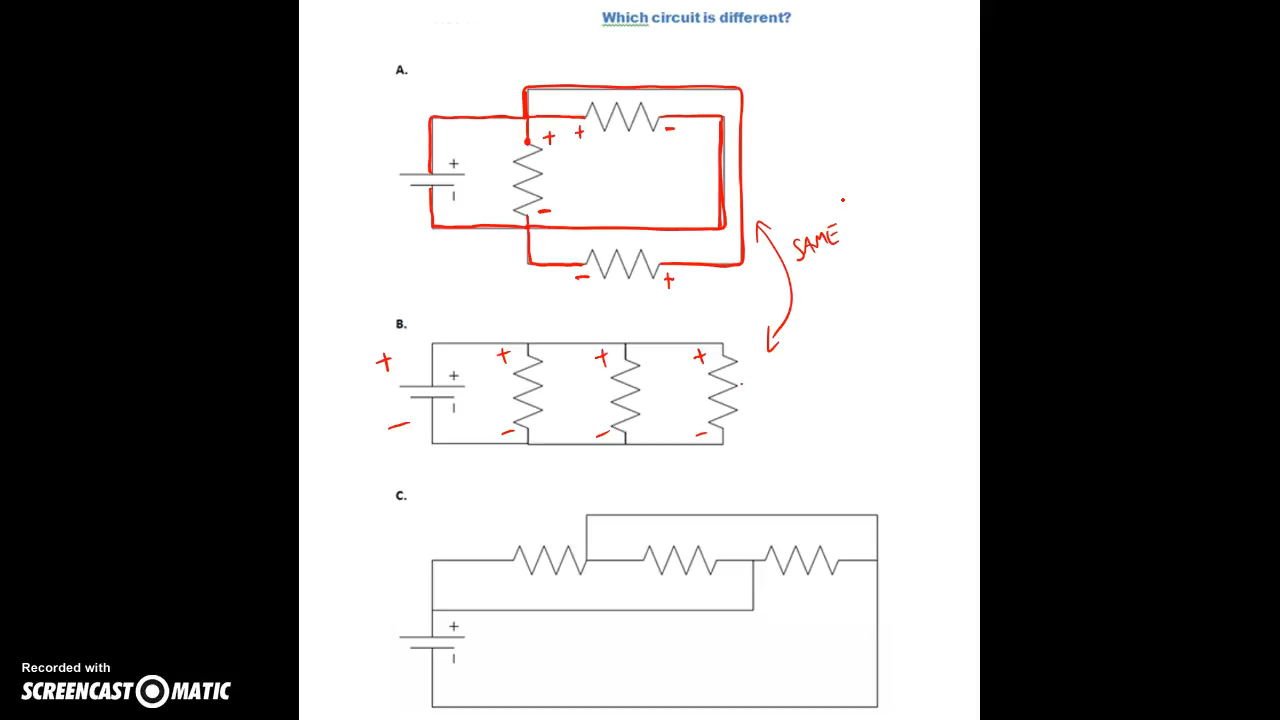 Which circuit is different?
A.
+ + -
+
-
- +
SAME
B.
+ + + +
+
- - - -
C.
+
Recorded with
SCREENCAST O MATIC